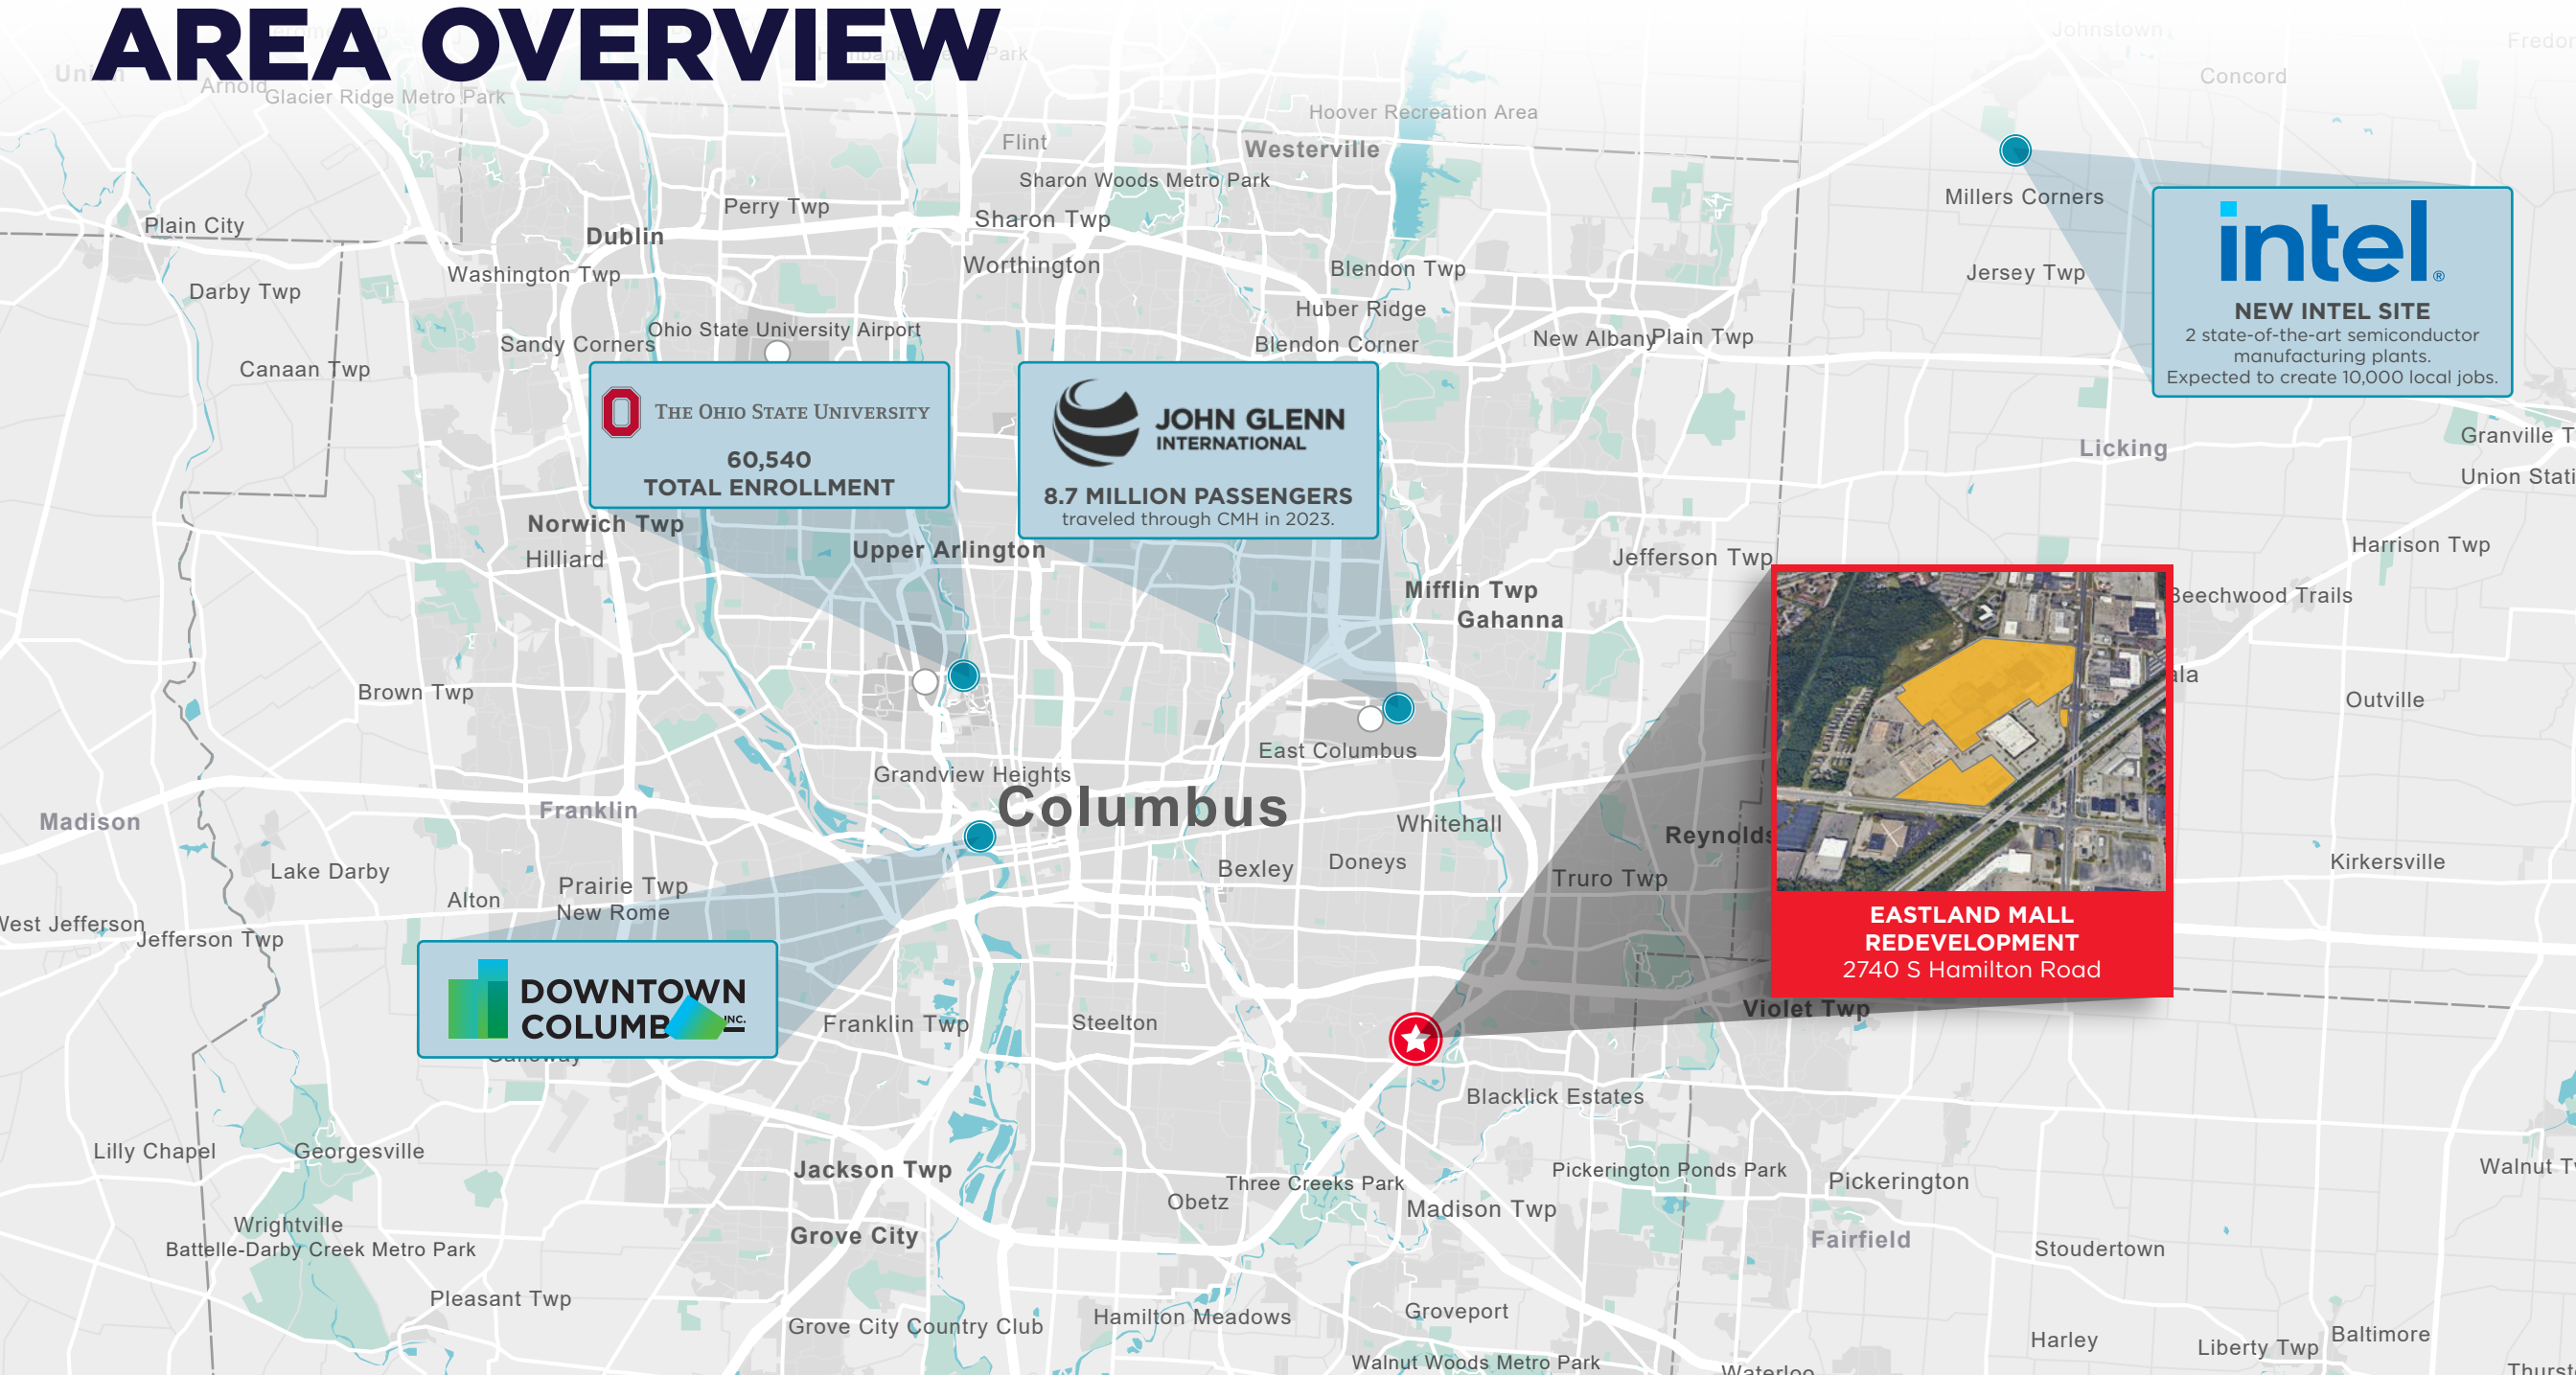 AREA OVERVIEW
Johnstown
Concord
Arnold
Glacier Ridge Metro Park
Hoover Recreation Area
Flint
Westerville
Sharon Woods Metro Park
Millers Corners
Perry Twp
Sharon Twp
Plain City
Dublin
Worthington
Blendon Twp
Jersey Twp
Washington Twp
Darby Twp
Huber Ridge
intel®
NEW INTEL SITE
2 state-of-the-art semiconductor
manufacturing plants.
Expected to create 10,000 local jobs.
Ohio State University Airport
Sandy Corners
Blendon Corner
New Albany
Plain Twp
Canaan Twp
THE OHIO STATE UNIVERSITY
60,540
TOTAL ENROLLMENT
JOHN GLENN
INTERNATIONAL
8.7 MILLION PASSENGERS
traveled through CMH in 2023.
Granville T
Licking
Union Stati
Norwich Twp
Hilliard
Upper Arlington
Jefferson Twp
Harrison Twp
Mifflin Twp
Gahanna
Beechwood Trails
ala
Brown Twp
Outville
East Columbus
Grandview Heights
Columbus
Franklin
Madison
Whitehall
Reynolds
Doneys
Bexley
Kirkersville
Lake Darby
Truro Twp
Prairie Twp
Alton
New Rome
West Jefferson
Jefferson Twp
EASTLAND MALL
REDEVELOPMENT
2740 S Hamilton Road
DOWNTOWN
COLUMB INC.
Galloway
Violet Twp
Franklin Twp
Steelton
Blacklick Estates
Lilly Chapel
Georgesville
Jackson Twp
Pickerington Ponds Park
Walnut Tw
Three Creeks Park
Pickerington
Obetz
Madison Twp
Wrightville
Battelle-Darby Creek Metro Park
Grove City
Fairfield
Stoudertown
Pleasant Twp
Groveport
Hamilton Meadows
Grove City Country Club
Harley
Liberty Twp
Baltimore
Walnut Woods Metro Park
Waterloo
Thurst